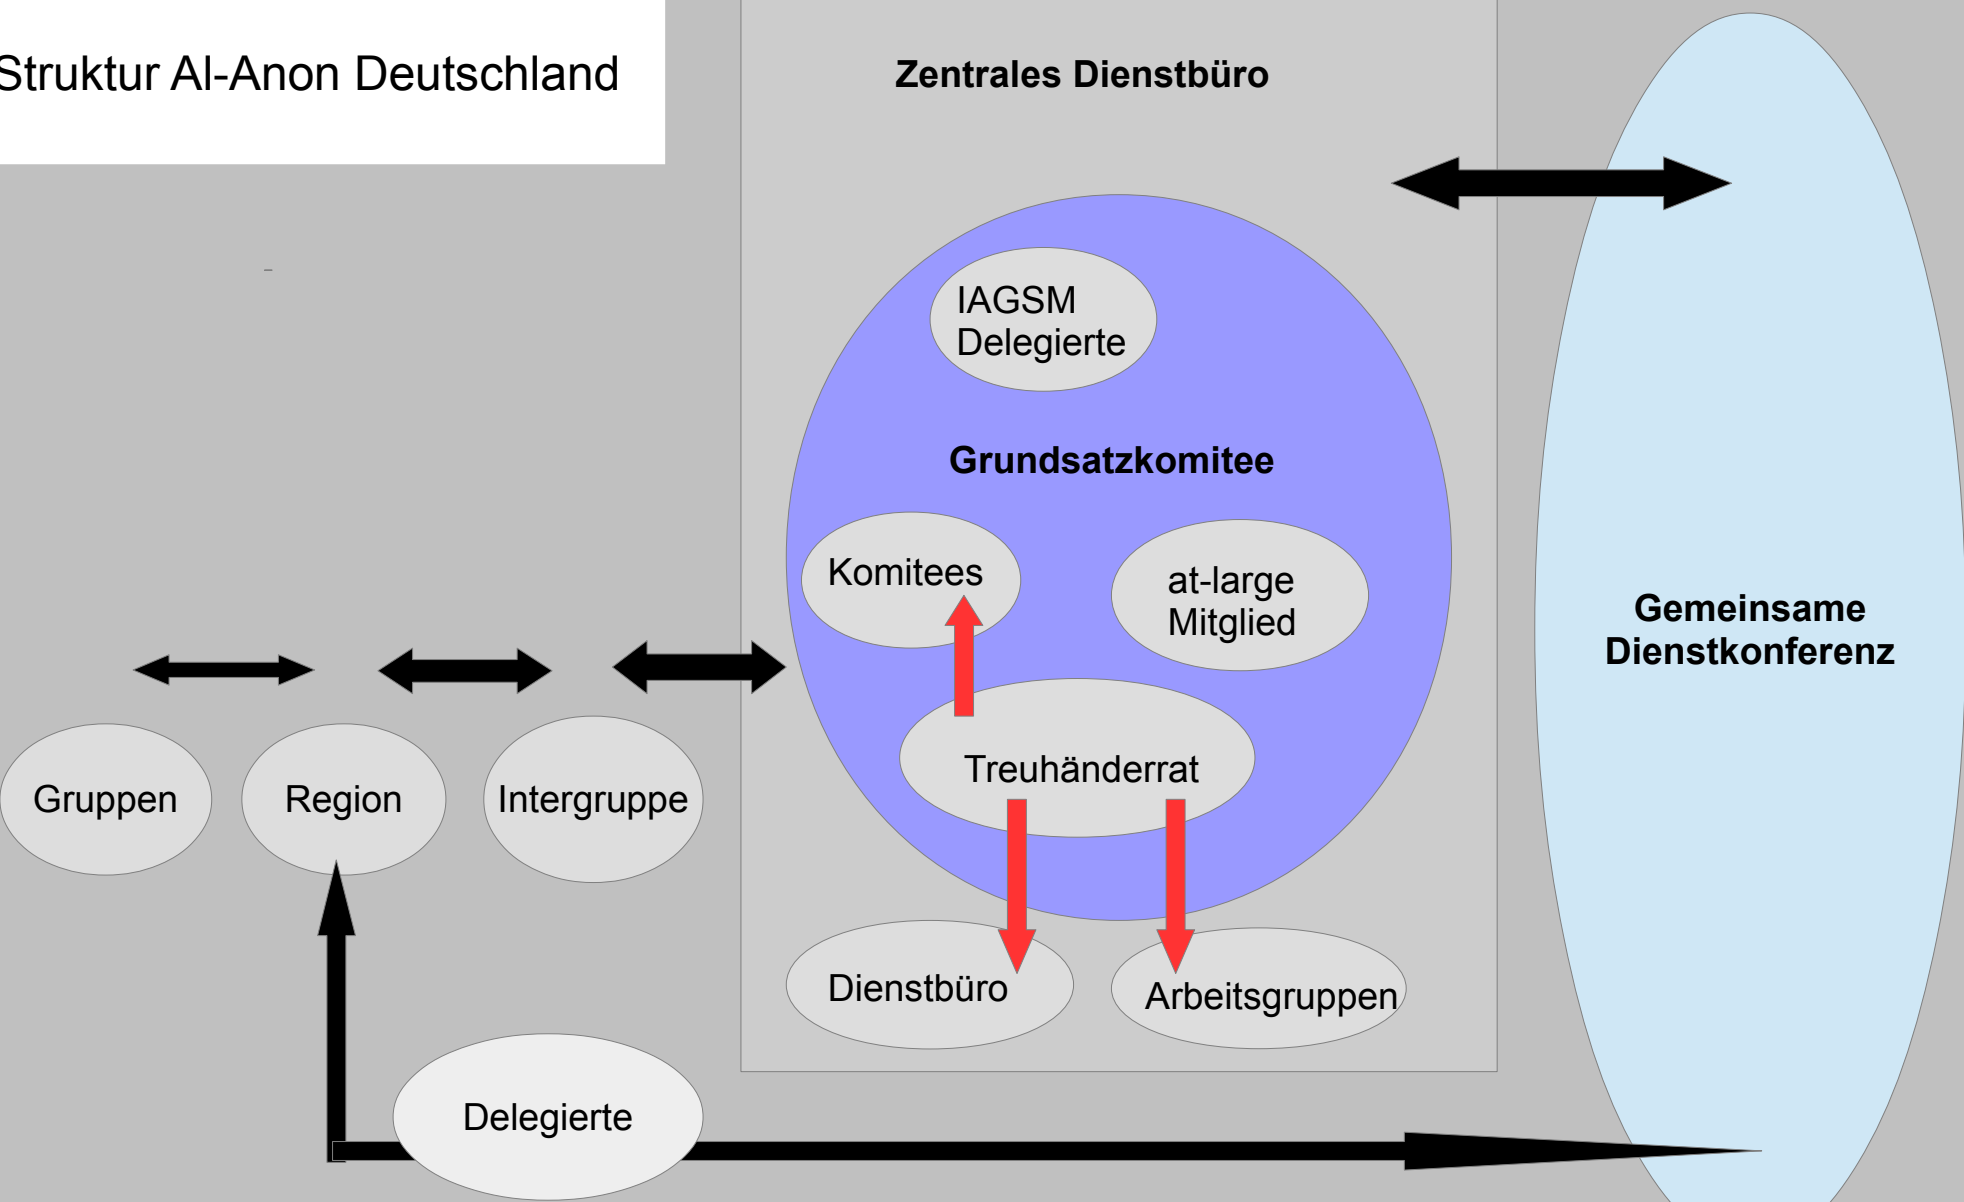 Struktur Al-Anon Deutschland
Zentrales Dienstbüro
IAGSM
Delegierte
Grundsatzkomitee
Komitees
at-large
Mitglied
Gemeinsame
Dienstkonferenz
Treuhänderrat
Gruppen
Region
Intergruppe
Dienstbüro
Arbeitsgruppen
Delegierte